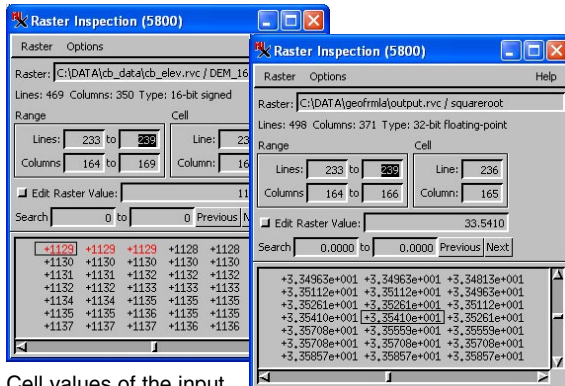 Raster Inspection (5800)
Raster Options
Raster: C:\DATA\cb_data\cb_elev.rvc / DEM_16
Lines: 469 Columns: 350 Type: 16-bit signed
Range Cell
Lines: 233 to 239 Line: 23
Columns 164 to 169 Column: 16
Edit Raster Value: 11
Search 0 to 0 Previous N
+1129 +1129 +1129 +1128 +1128
+1130 +1130 +1130 +1130 +1130
+1131 +1131 +1132 +1132 +1132
+1132 +1132 +1133 +1133 +1133
+1134 +1134 +1135 +1135 +1135
+1135 +1136 +1136 +1135 +1135
+1137 +1137 +1137 +1136 +1136
Cell values of the input
Raster Inspection (5800)
Raster Options Help
Raster: C:\DATA\geofrmla\output.rvc / squareroot
Lines: 498 Columns: 371 Type: 32-bit floating-point
Range Cell
Lines: 233 to 239 Line: 236
Columns 164 to 166 Column: 165
Edit Raster Value: 33.5410
Search 0.0000 to 0.0000 Previous Next
+3.34963e+001 +3.34963e+001 +3.34813e+001
+3.35112e+001 +3.35112e+001 +3.34963e+001
+3.35261e+001 +3.35261e+001 +3.35112e+001
+3.35410e+001 +3.35410e+001 +3.35261e+001
+3.35708e+001 +3.35559e+001 +3.35559e+001
+3.35708e+001 +3.35708e+001 +3.35708e+001
+3.35857e+001 +3.35857e+001 +3.35857e+001